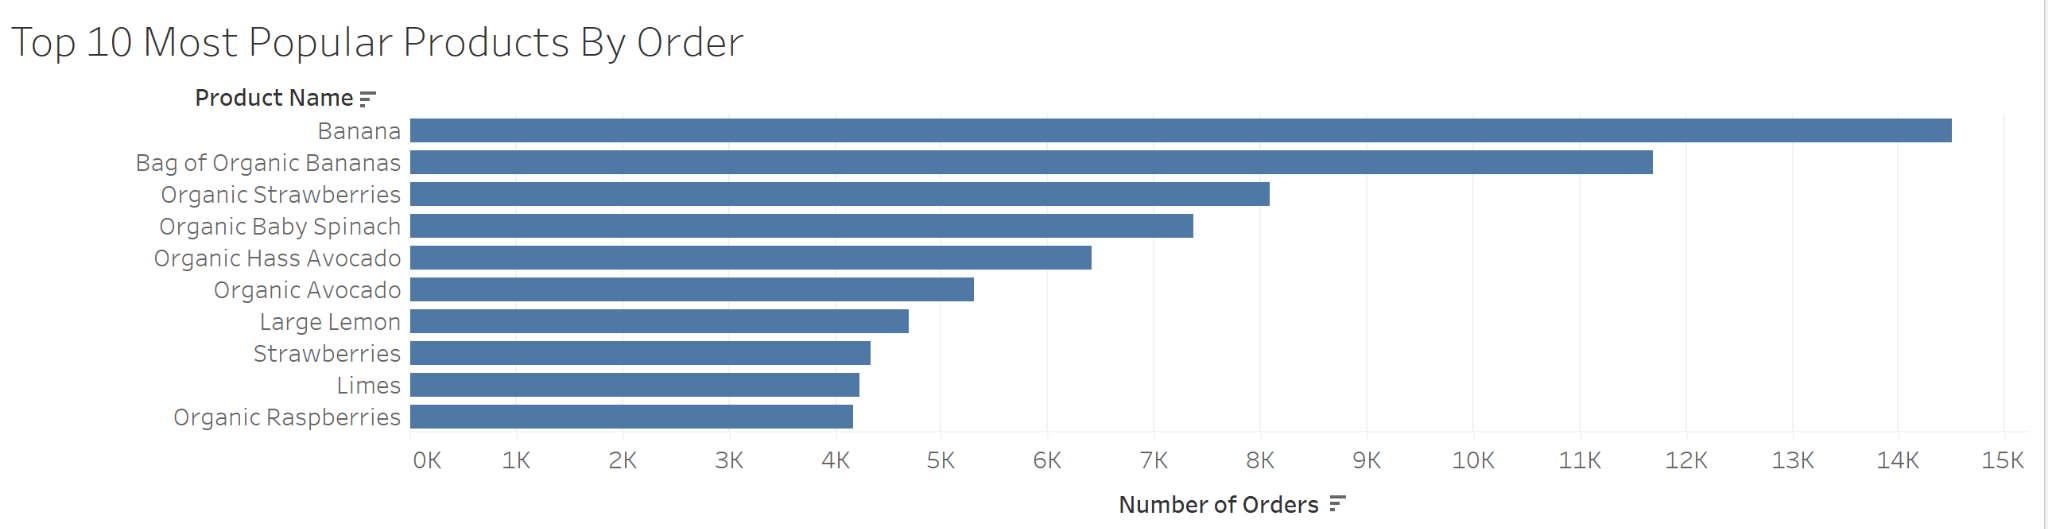 Top 10 Most Popular Products By Order
Product Name
Banana
Bag of Organic Bananas
Organic Strawberries
Organic Baby Spinach
Organic Hass Avocado
Organic Avocado
Large Lemon
Strawberries
Limes
Organic Raspberries
0K 1K 2K 3K 4K 5K 6K 7K 8K 9K 10K 11K 12K 13K 14K 15K
Number of Orders